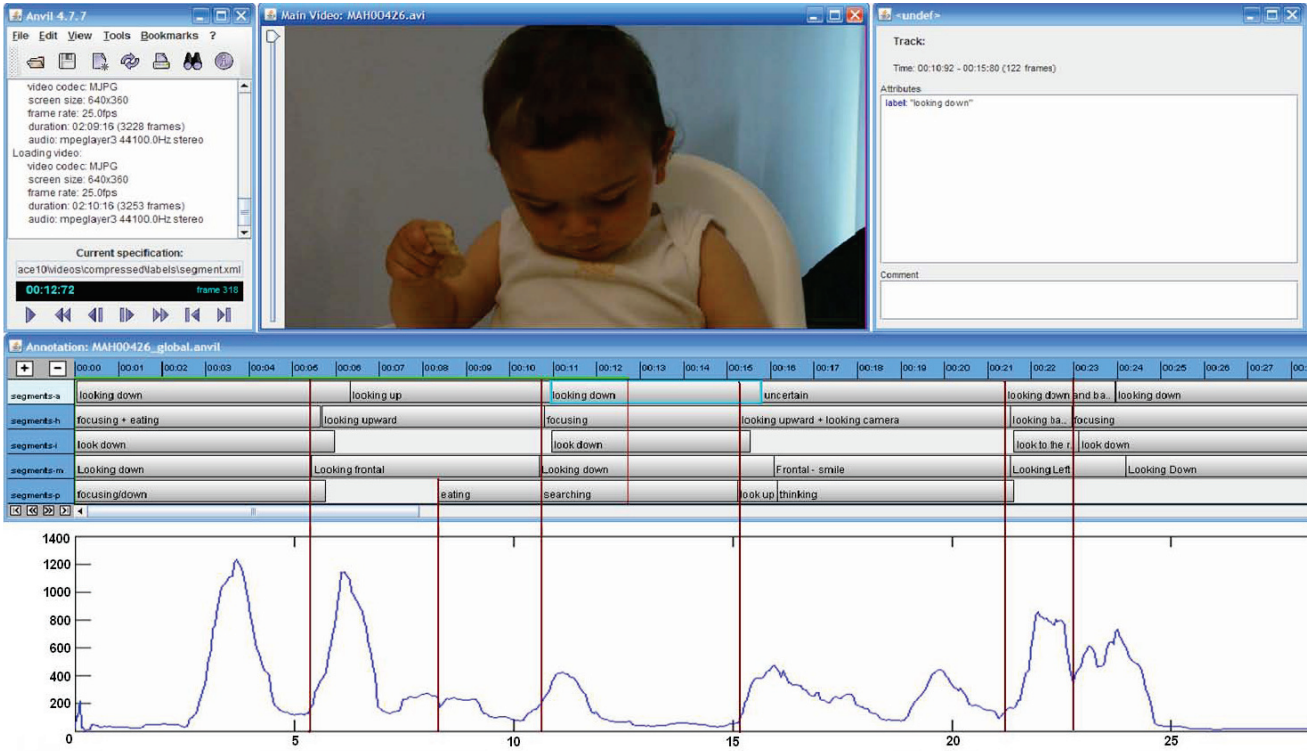 Anvil 4.7.7
File Edit View Tools Bookmarks ?
video codec: MJPG
screen size: 640x360
frame rate: 25.0fps
duration: 02:09:16 (3228 frames)
audio: mpeglayer3 44100.0Hz stereo
Loading video:
video codec: MJPG
screen size: 640x360
frame rate: 25.0fps
duration: 02:10:16 (3253 frames)
audio: mpeglayer3 44100.0Hz stereo
Current specification:
ace10\videos\compressed\labels\segment.xml
00:12:72 frame 318
Main Video: MAH00426.avi
<undef>
Track:
Time: 00:10:92 - 00:15:80 (122 frames)
Attributes
label: "looking down"
Comment
Annotation: MAH00426_global.anvil
+ - 00:00 00:01 00:02 00:03 00:04 00:05 00:06 00:07 00:08 00:09 00:10 00:11 00:12 00:13 00:14 00:15 00:16 00:17 00:18 00:19 00:20 00:21 00:22 00:23 00:24 00:25 00:26 00:27 00:
segments-a looking down looking up looking down uncertain looking down and ba.. looking down
segments-h focusing + eating looking upward focusing looking upward + looking camera looking ba.. focusing
segments-i look down look down look to the r. look down
segments-m Looking down Looking frontal Looking down Frontal - smile Looking Left Looking Down
segments-p focusing/down eating searching look up thinking
1400
1200
1000
800
600
400
200
0 5 10 15 20 25